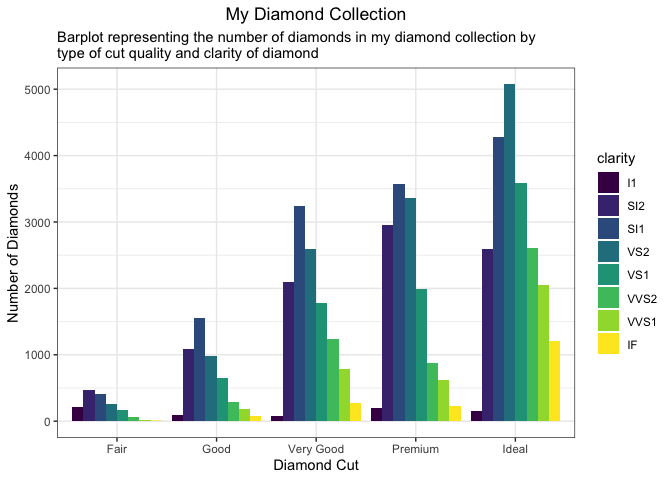 My Diamond Collection
Barplot representing the number of diamonds in my diamond collection by
type of cut quality and clarity of diamond
Number of Diamonds
5000
4000
3000
2000
1000
0
Fair
Good
Very Good
Premium
Ideal
Diamond Cut
clarity
I1
SI2
SI1
VS2
VS1
VVS2
VVS1
IF